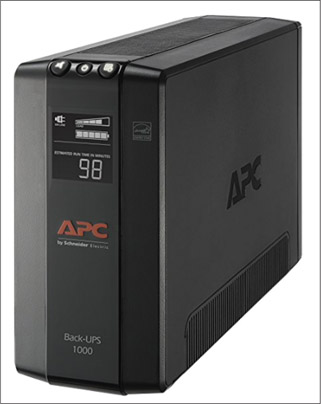 ESTIMATED RUN TIME IN MINUTES
98
APC
by Schneider Electric
Back-UPS
1000
APC